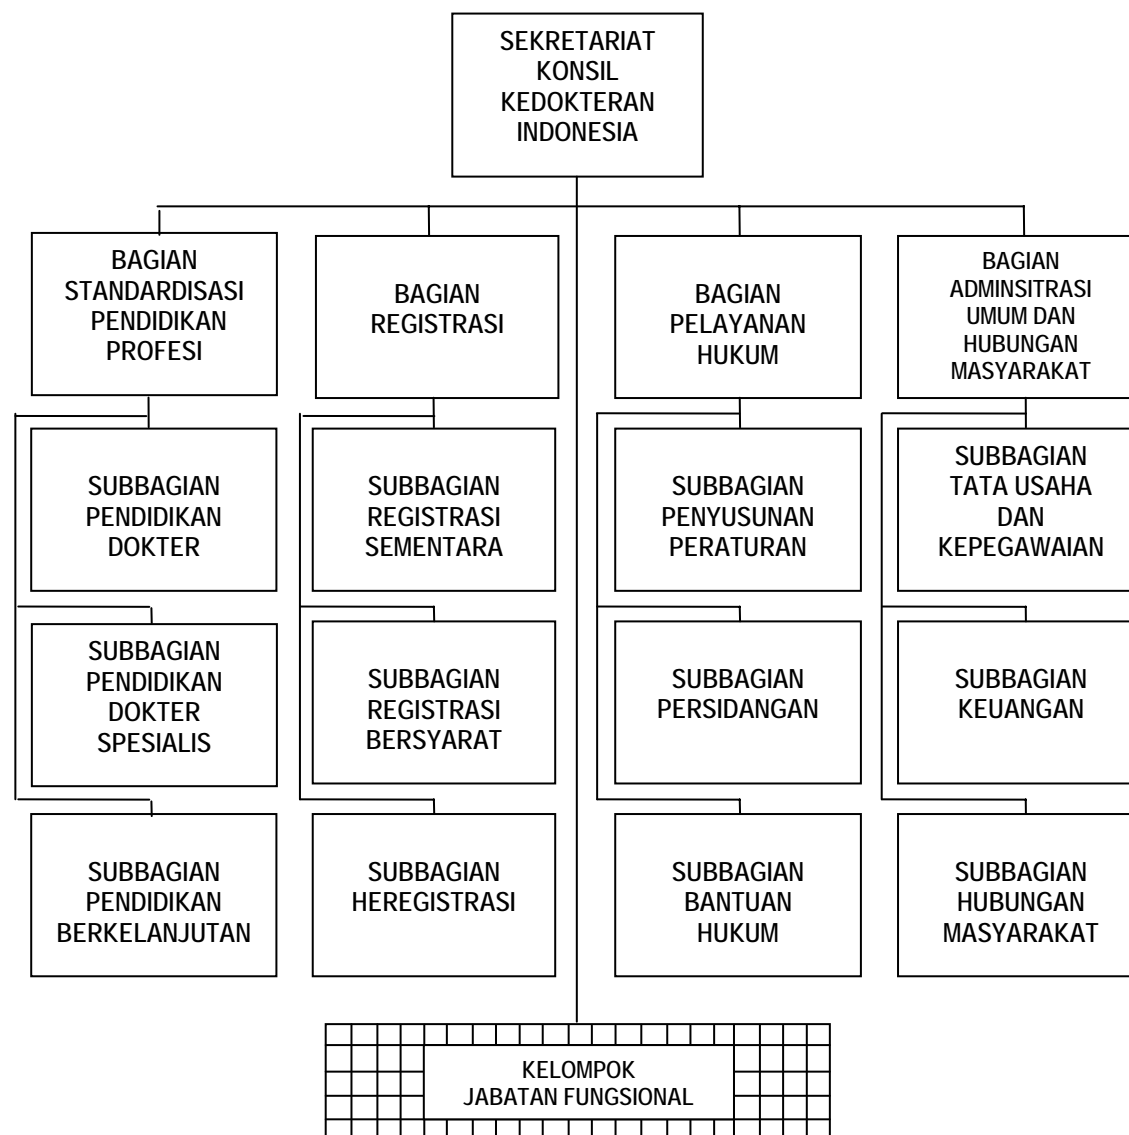 SEKRETARIAT
KONSIL
KEDOKTERAN
INDONESIA
BAGIAN
STANDARDISASI
PENDIDIKAN
PROFESI
BAGIAN
REGISTRASI
BAGIAN
PELAYANAN
HUKUM
BAGIAN
ADMINSITRASI
UMUM DAN
HUBUNGAN
MASYARAKAT
SUBBAGIAN
PENDIDIKAN
DOKTER
SUBBAGIAN
REGISTRASI
SEMENTARA
SUBBAGIAN
PENYUSUNAN
PERATURAN
SUBBAGIAN
TATA USAHA
DAN
KEPEGAWAIAN
SUBBAGIAN
PENDIDIKAN
DOKTER
SPESIALIS
SUBBAGIAN
REGISTRASI
BERSYARAT
SUBBAGIAN
PERSIDANGAN
SUBBAGIAN
KEUANGAN
SUBBAGIAN
PENDIDIKAN
BERKELANJUTAN
SUBBAGIAN
HEREGISTRASI
SUBBAGIAN
BANTUAN
HUKUM
SUBBAGIAN
HUBUNGAN
MASYARAKAT
KELOMPOK
JABATAN FUNGSIONAL